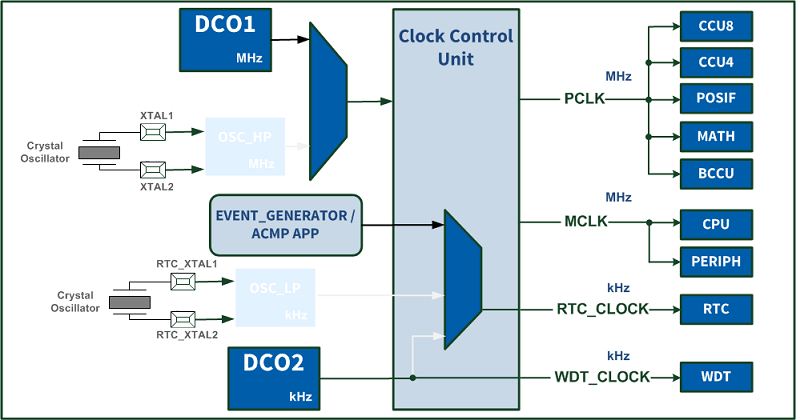 DCO1
MHz
Clock Control
Unit
XTAL1
OSC_HP
MHz
Crystal
Oscillator
XTAL2
EVENT_GENERATOR /
ACMP APP
RTC_XTAL1
OSC_LP
kHz
Crystal
Oscillator
RTC_XTAL2
DCO2
kHz
MHz
PCLK
CCU8
CCU4
POSIF
MATH
BCCU
MHz
MCLK
CPU
PERIPH
kHz
RTC_CLOCK
RTC
kHz
WDT_CLOCK
WDT